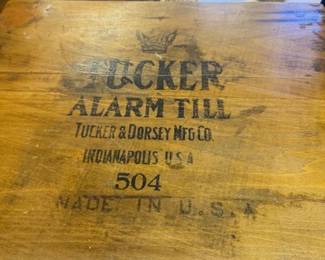 TUCKER
ALARM TILL
TUCKER & DORSEY MFG CO.
INDIANAPOLIS U.S.A
504
MADE IN U.S.A